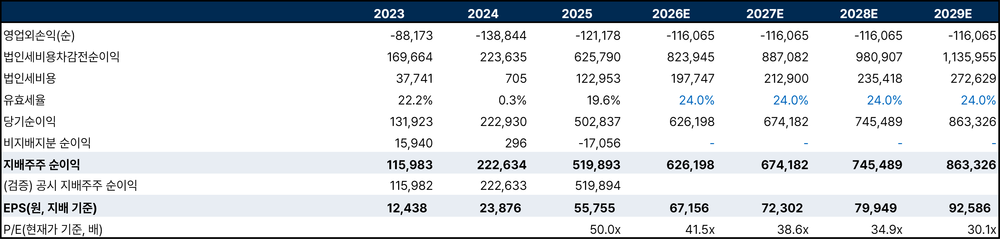 2023 2024 2025 2026E 2027E 2028E 2029E
영업외손익(순) -88,173 -138,844 -121,178 -116,065 -116,065 -116,065 -116,065
법인세비용차감전순이익 169,664 223,635 625,790 823,945 887,082 980,907 1,135,955
법인세비용 37,741 705 122,953 197,747 212,900 235,418 272,629
유효세율 22.2% 0.3% 19.6% 24.0% 24.0% 24.0% 24.0%
당기순이익 131,923 222,930 502,837 626,198 674,182 745,489 863,326
비지배지분 순이익 15,940 296 -17,056 - - - -
지배주주 순이익 115,983 222,634 519,893 626,198 674,182 745,489 863,326
(검증) 공시 지배주주 순이익 115,982 222,633 519,894
EPS(원, 지배 기준) 12,438 23,876 55,755 67,156 72,302 79,949 92,586
P/E(현재가 기준, 배) 50.0x 41.5x 38.6x 34.9x 30.1x